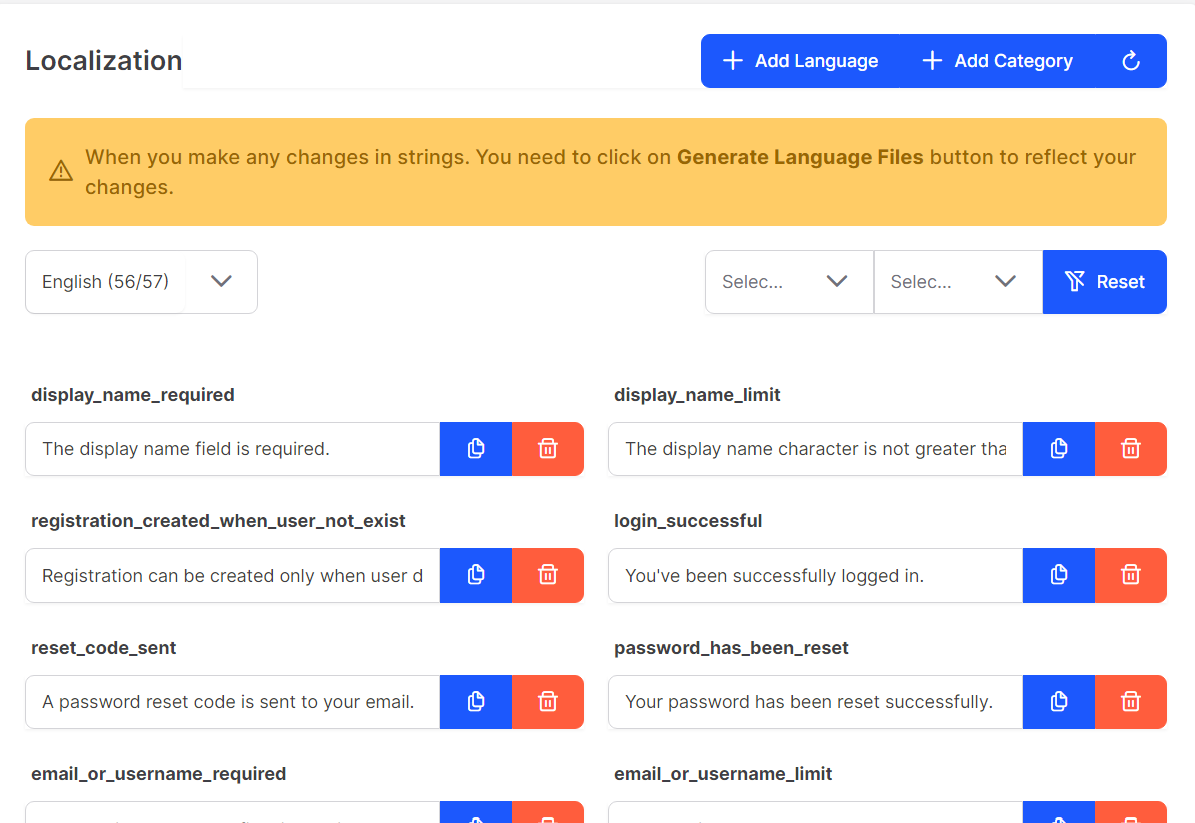 Localization
Add Language
Add Category
When you make any changes in strings. You need to click on Generate Language Files button to reflect your
changes.
English (56/57)
Selec...
Selec...
Reset
display_name_required
display_name_limit
The display name field is required.
The display name character is not greater tha
registration_created_when_user_not_exist
login_successful
Registration can be created only when user d
You've been successfully logged in.
reset_code_sent
password_has_been_reset
A password reset code is sent to your email.
Your password has been reset successfully.
email_or_username_required
email_or_username_limit